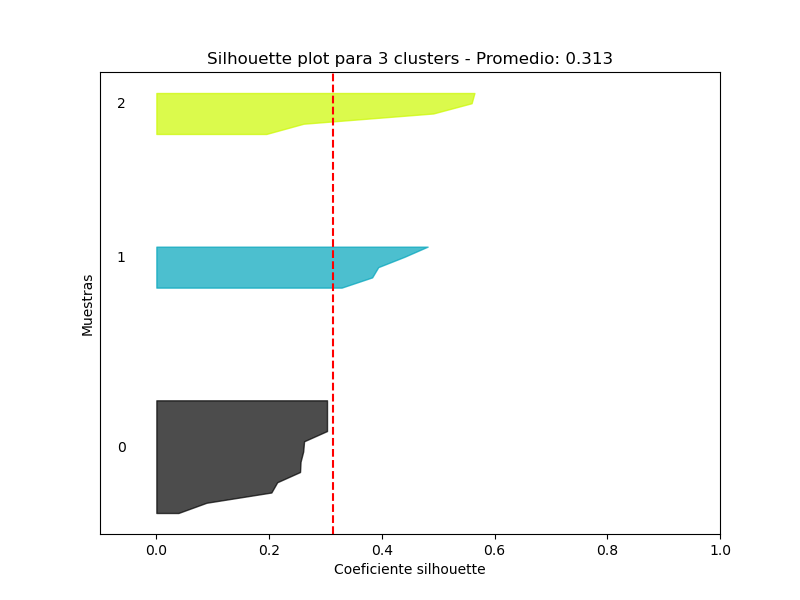 Silhouette plot para 3 clusters - Promedio: 0.313
2
1
0
Muestras
0.0 0.2 0.4 0.6 0.8 1.0
Coeficiente silhouette